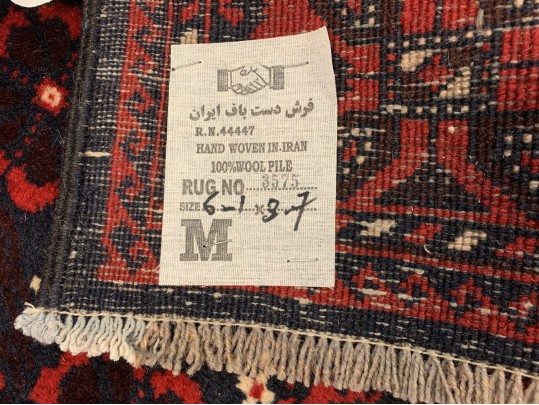 فرش دست باف ایران
R.N.44447
HAND WOVEN IN.IRAN
100%WOOL PILE
RUG NO 3575
SIZE 6-1 x 3-7
M